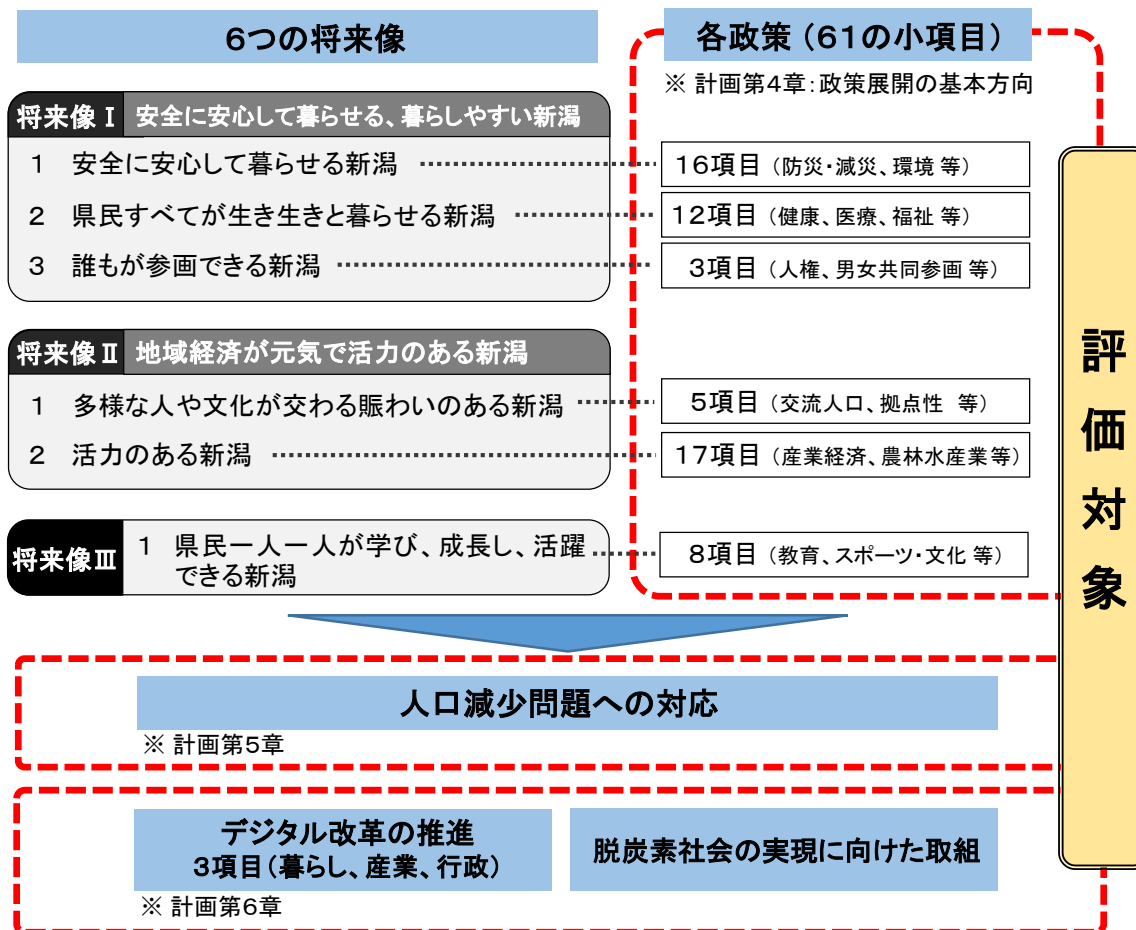 6つの将来像
各政策（61の小項目）
※ 計画第4章：政策展開の基本方向
将来像Ⅰ 安全に安心して暮らせる、暮らしやすい新潟
1 安全に安心して暮らせる新潟 16項目（防災・減災、環境 等）
2 県民すべてが生き生きと暮らせる新潟 12項目（健康、医療、福祉 等）
3 誰もが参画できる新潟 3項目（人権、男女共同参画 等）
将来像Ⅱ 地域経済が元気で活力のある新潟
1 多様な人や文化が交わる賑わいのある新潟 5項目（交流人口、拠点性 等）
2 活力のある新潟 17項目（産業経済、農林水産業等）
将来像Ⅲ 1 県民一人一人が学び、成長し、活躍
できる新潟
8項目（教育、スポーツ・文化 等）
評価対象
人口減少問題への対応
※ 計画第5章
デジタル改革の推進
3項目（暮らし、産業、行政）
脱炭素社会の実現に向けた取組
※ 計画第6章